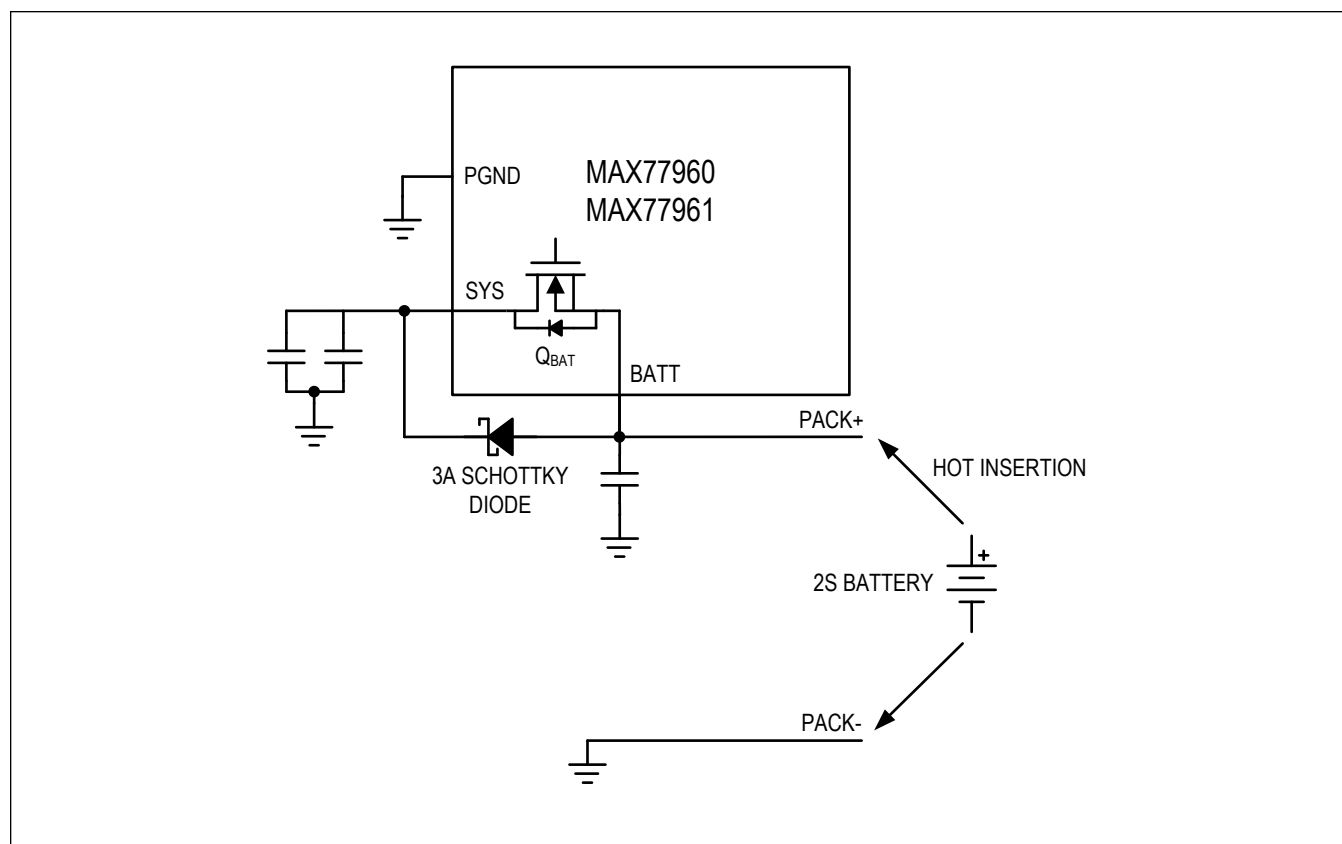 MAX77960
MAX77961
PGND
SYS
QBAT
BATT
PACK+
3A SCHOTTKY
DIODE
HOT INSERTION
+
2S BATTERY
PACK-